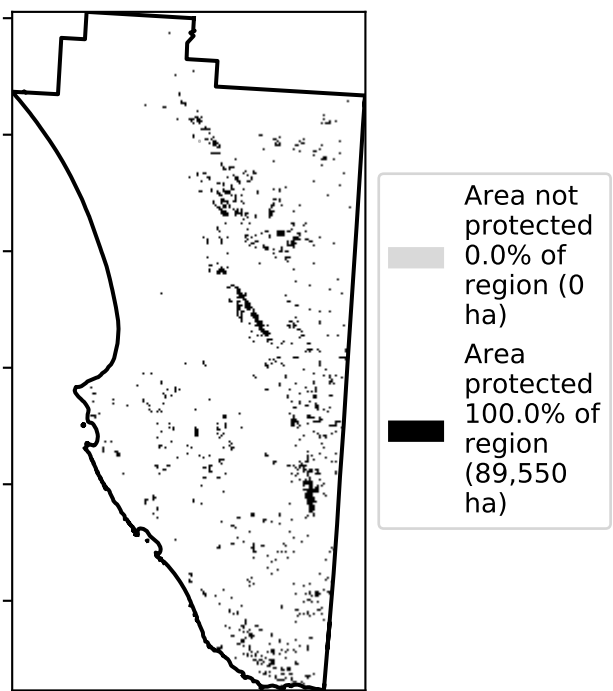 Area not
protected
0.0% of
region (0
ha)
Area
protected
100.0% of
region
(89,550
ha)